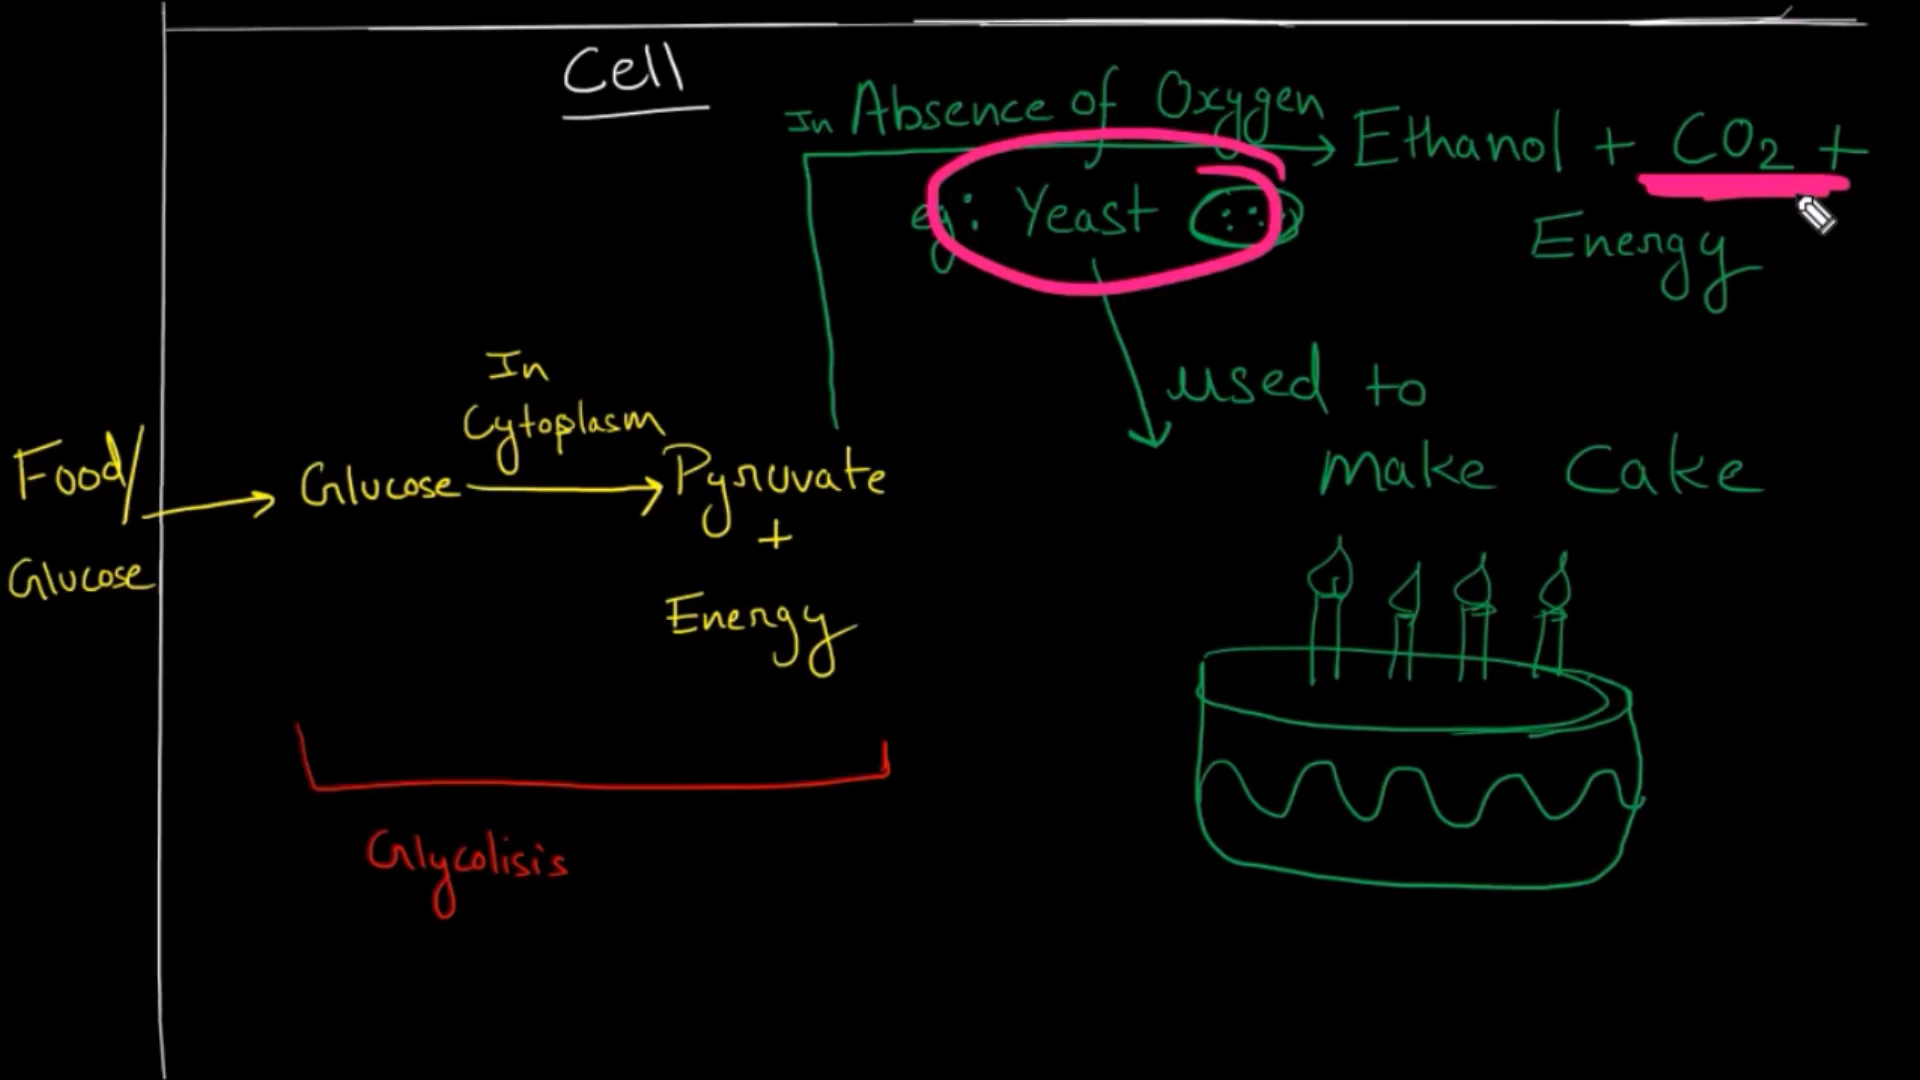 Cell
In Absence of Oxygen
Ethanol + CO2 +
Energy
eg: Yeast
used to
make Cake
In
Cytoplasm
Food/
Glucose
Glucose
Pyruvate
+
Energy
Glycolisis